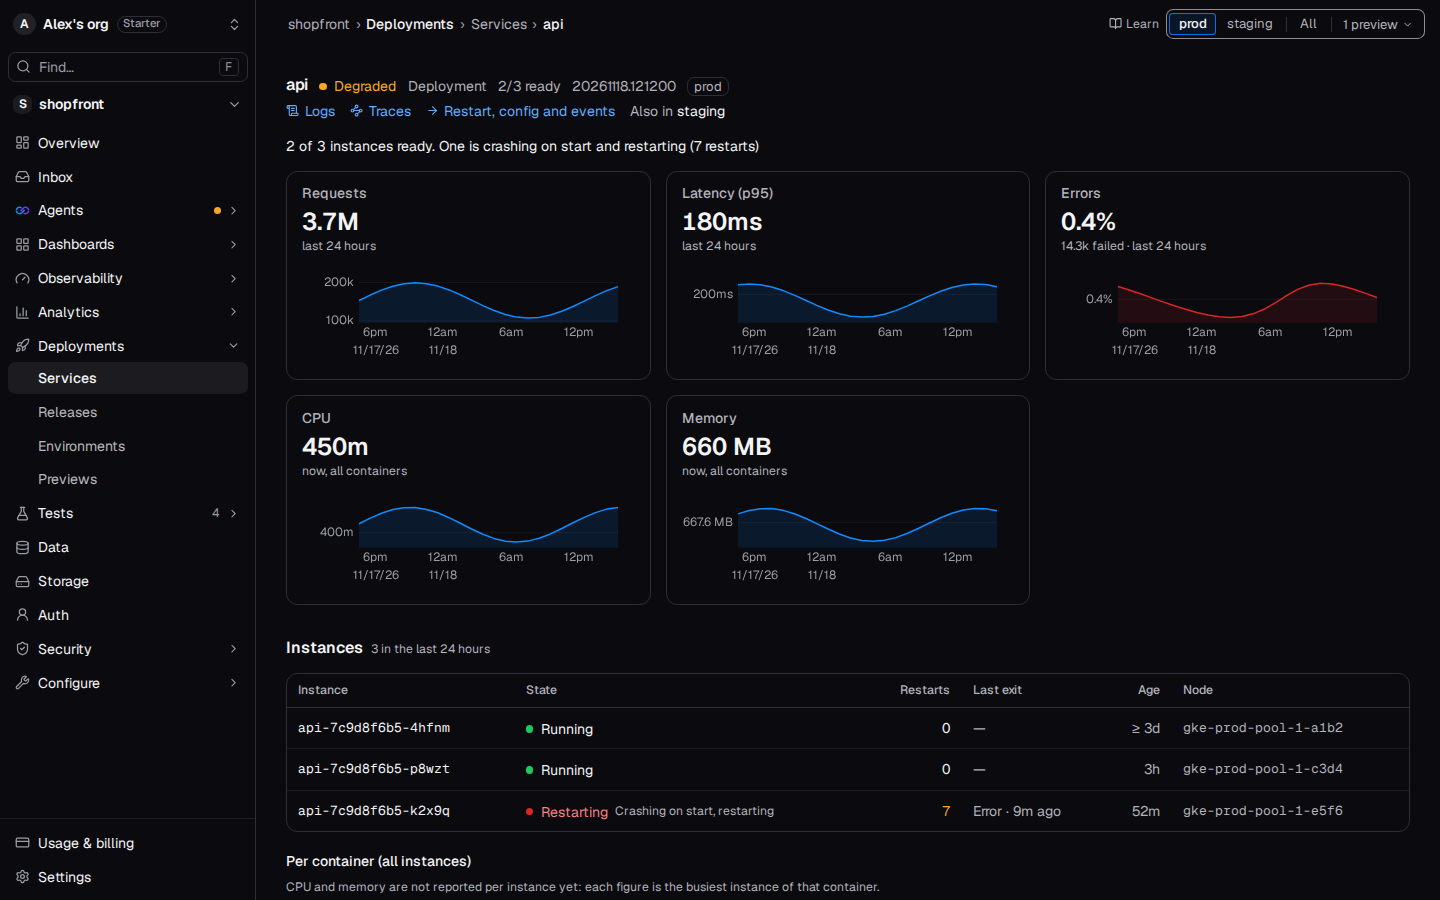 A Alex's org Starter
Find... F
S shopfront
Overview
Inbox
Agents
Dashboards
Observability
Analytics
Deployments
Services
Releases
Environments
Previews
Tests 4
Data
Storage
Auth
Security
Configure
Usage & billing
Settings
shopfront › Deployments › Services › api
Learn prod staging All 1 preview
api Degraded Deployment 2/3 ready 20261118.121200 prod
Logs Traces Restart, config and events Also in staging
2 of 3 instances ready. One is crashing on start and restarting (7 restarts)
Requests
3.7M
last 24 hours
200k
100k
6pm 12am 6am 12pm
11/17/26 11/18
Latency (p95)
180ms
last 24 hours
200ms
6pm 12am 6am 12pm
11/17/26 11/18
Errors
0.4%
14.3k failed · last 24 hours
0.4%
6pm 12am 6am 12pm
11/17/26 11/18
CPU
450m
now, all containers
400m
6pm 12am 6am 12pm
11/17/26 11/18
Memory
660 MB
now, all containers
667.6 MB
6pm 12am 6am 12pm
11/17/26 11/18
Instances 3 in the last 24 hours
Instance State Restarts Last exit Age Node
api-7c9d8f6b5-4hfnm Running 0 — ≥ 3d gke-prod-pool-1-a1b2
api-7c9d8f6b5-p8wzt Running 0 — 3h gke-prod-pool-1-c3d4
api-7c9d8f6b5-k2x9q Restarting Crashing on start, restarting 7 Error · 9m ago 52m gke-prod-pool-1-e5f6
Per container (all instances)
CPU and memory are not reported per instance yet: each figure is the busiest instance of that container.